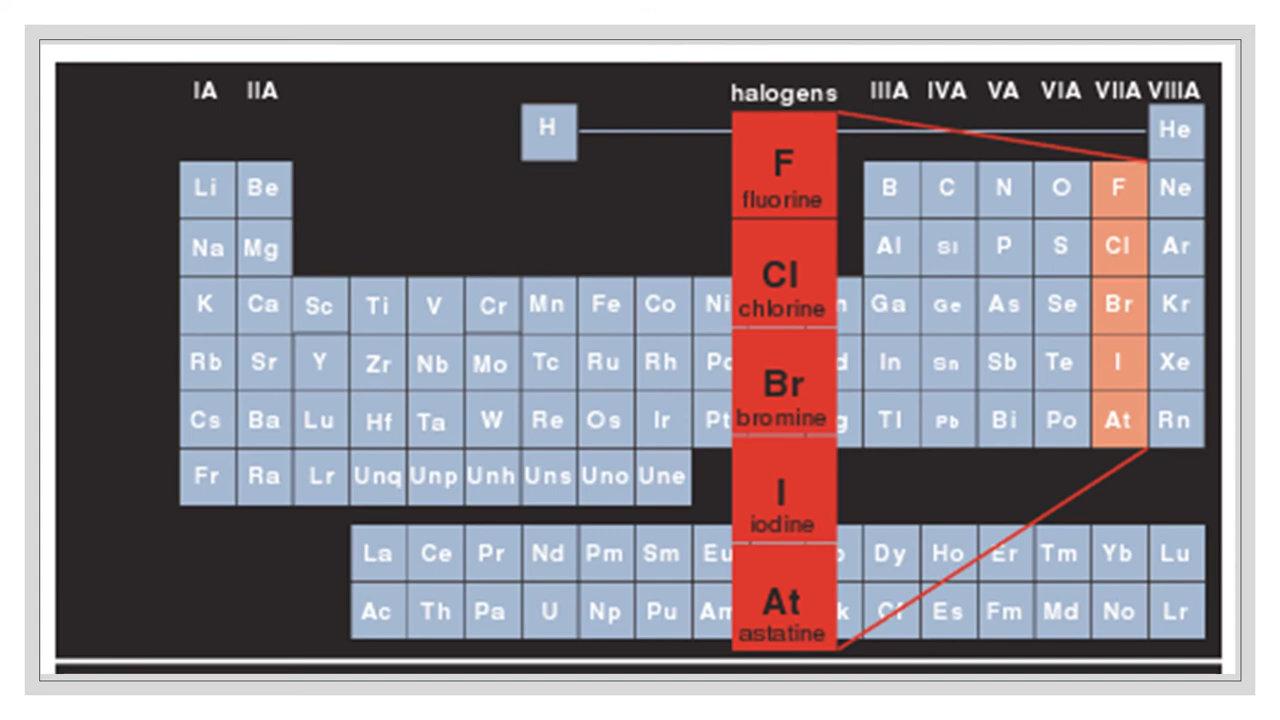 IA IIA halogens IIIA IVA VA VIA VIIA VIIIA
H He
F
fluorine
Li Be B C N O F Ne
Na Mg Al Si P S Cl Ar
Cl
chlorine
K Ca Sc Ti V Cr Mn Fe Co Ni Ga Ge As Se Br Kr
Rb Sr Y Zr Nb Mo Tc Ru Rh In Sn Sb Te I Xe
Br
bromine
Cs Ba Lu Hf Ta W Re Os Ir Pt Tl Pb Bi Po At Rn
Fr Ra Lr Unq Unp Unh Uns Uno Une
I
iodine
La Ce Pr Nd Pm Sm Eu Dy Ho Er Tm Yb Lu
At
astatine
Ac Th Pa U Np Pu Am Cf Es Fm Md No Lr